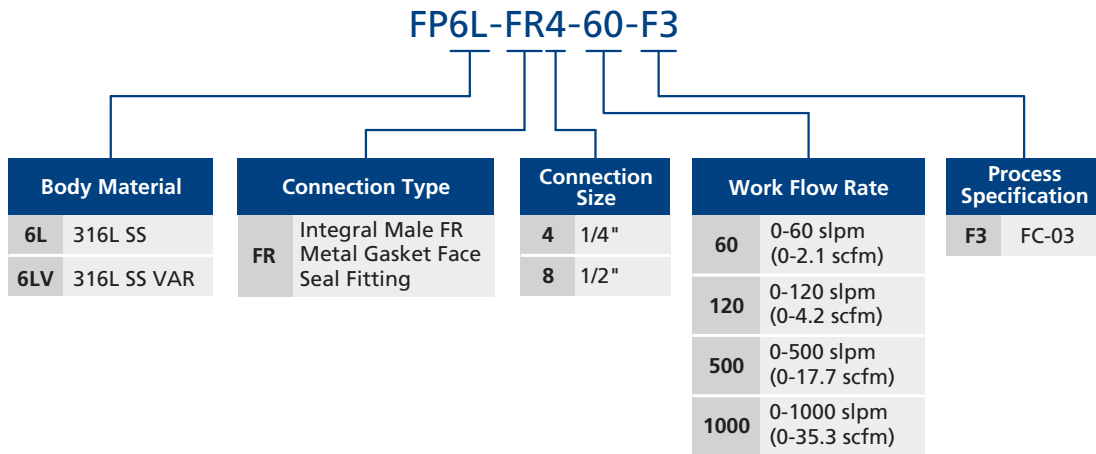 FP6L-FR4-60-F3
Body Material
6L 316L SS
6LV 316L SS VAR
Connection Type
FR
Integral Male FR
Metal Gasket Face
Seal Fitting
Connection
Size
4 1/4"
8 1/2"
Work Flow Rate
60
0-60 slpm
(0-2.1 scfm)
120
0-120 slpm
(0-4.2 scfm)
500
0-500 slpm
(0-17.7 scfm)
1000
0-1000 slpm
(0-35.3 scfm)
Process
Specification
F3 FC-03